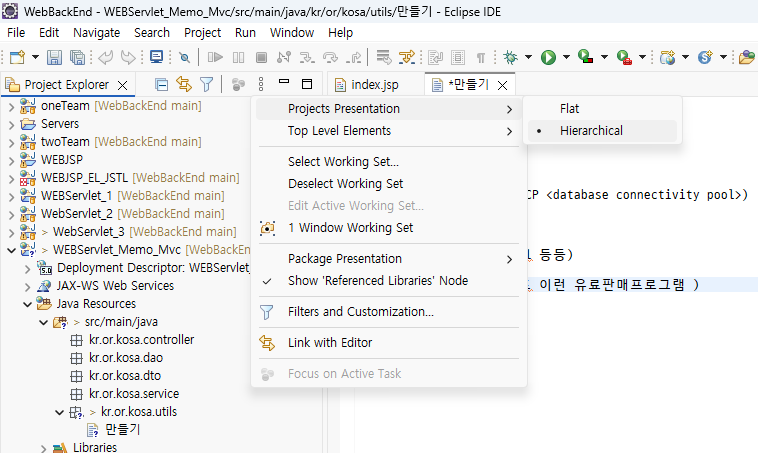 WebBackEnd - WEBServlet_Memo_Mvc/src/main/java/kr/or/kosa/utils/만들기 - Eclipse IDE
File Edit Navigate Search Project Run Window Help
Project Explorer
index.jsp
*만들기
oneTeam [WebBackEnd main]
Servers
twoTeam [WebBackEnd main]
WEBJSP
WEBJSP_EL_JSTL [WebBackEnd main]
WEBServlet_1 [WebBackEnd main]
WebServlet_2 [WebBackEnd main]
> WebServlet_3 [WebBackEnd main]
> WEBServlet_Memo_Mvc [WebBackEn
Deployment Descriptor: WEBServlet_
JAX-WS Web Services
Java Resources
> src/main/java
kr.or.kosa.controller
kr.or.kosa.dao
kr.or.kosa.dto
kr.or.kosa.service
> kr.or.kosa.utils
만들기
Libraries
Projects Presentation
Top Level Elements
Select Working Set...
Deselect Working Set
Edit Active Working Set...
1 Window Working Set
Package Presentation
Show 'Referenced Libraries' Node
Filters and Customization...
Link with Editor
Focus on Active Task
Flat
Hierarchical
CP <database connectivity pool>)
등등)
이런 유료판매프로그램 )